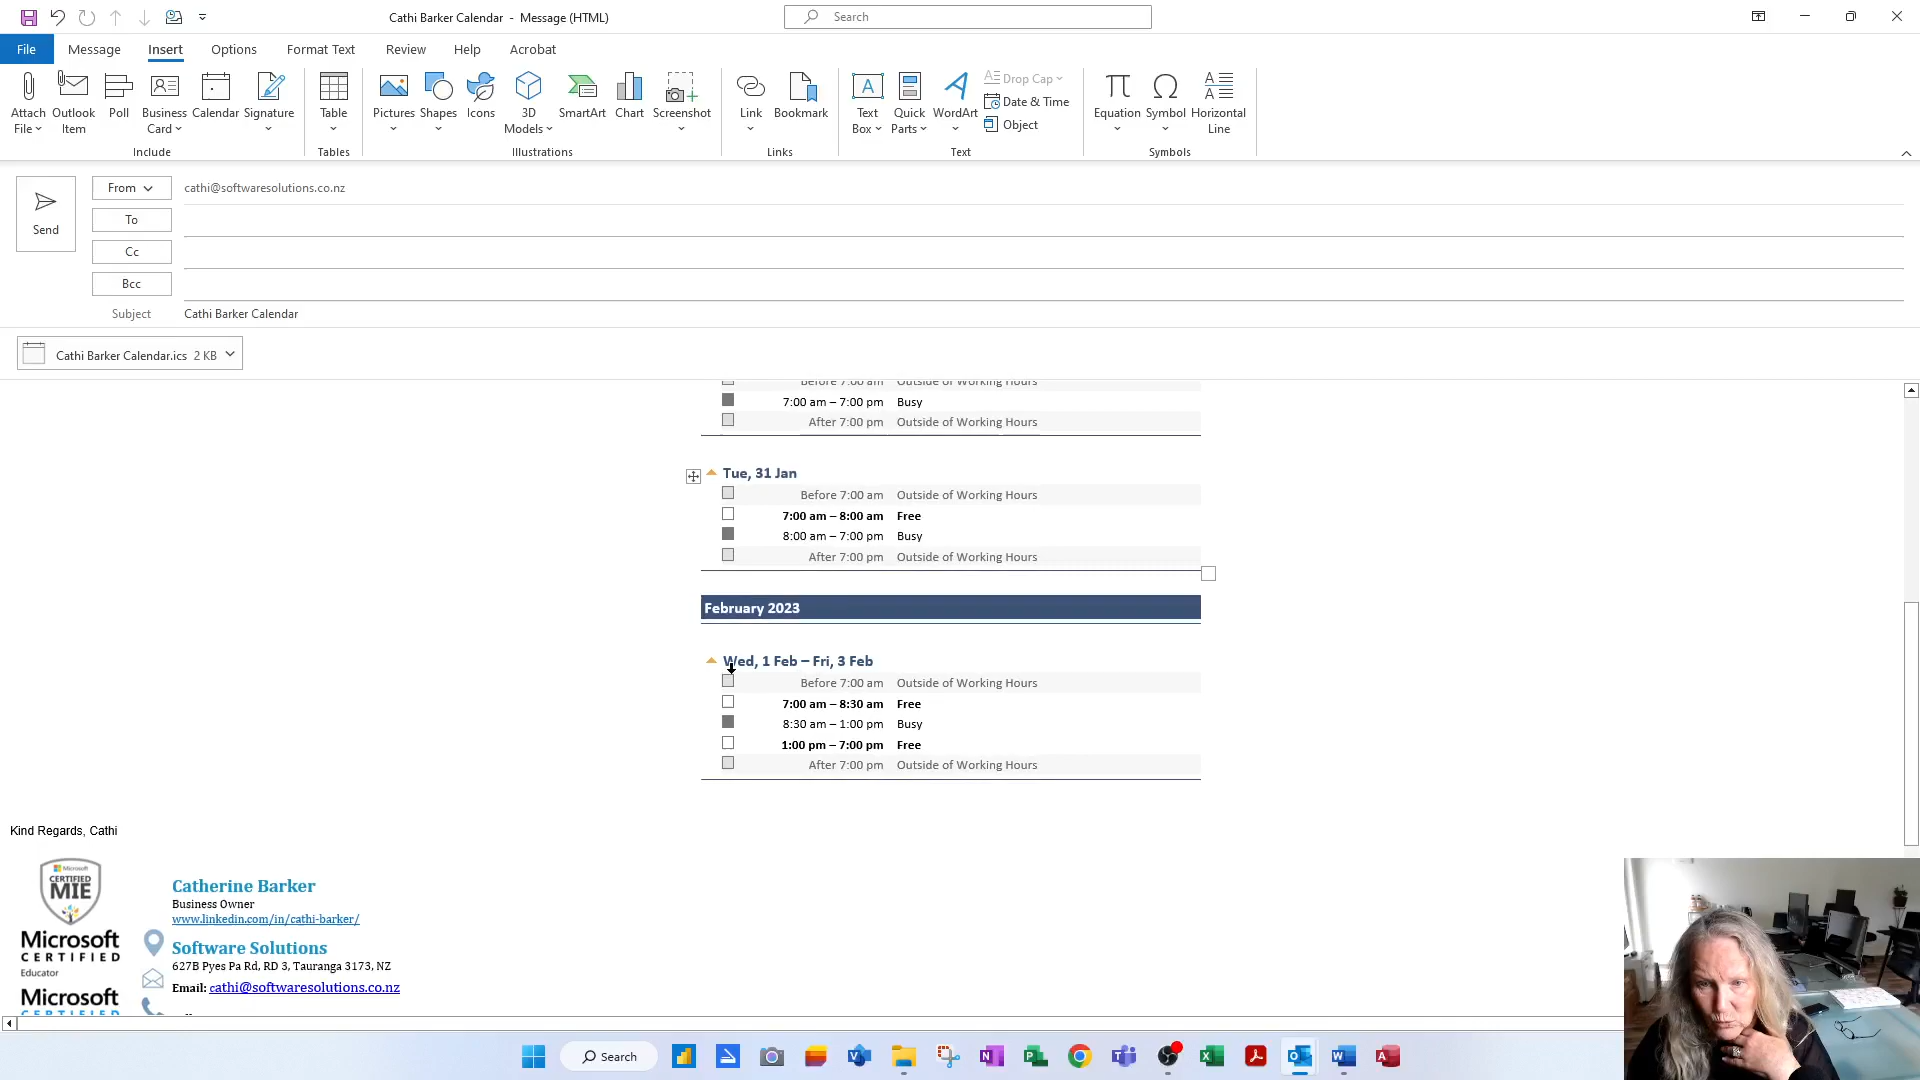 Cathi Barker Calendar - Message (HTML)
Search
File Message Insert Options Format Text Review Help Acrobat
Attach File
Outlook Item
Poll
Business Card
Calendar
Signature
Table
Pictures
Shapes
Icons
3D Models
SmartArt
Chart
Screenshot
Link
Bookmark
Text Box
Quick Parts
WordArt
Drop Cap
Date & Time
Object
Equation
Symbol
Horizontal Line
Include Tables Illustrations Links Text Symbols
Send
From cathi@softwaresolutions.co.nz
To
Cc
Bcc
Subject Cathi Barker Calendar
Cathi Barker Calendar.ics 2 KB
Before 7:00 am Outside of Working Hours
7:00 am – 7:00 pm Busy
After 7:00 pm Outside of Working Hours
Tue, 31 Jan
Before 7:00 am Outside of Working Hours
7:00 am – 8:00 am Free
8:00 am – 7:00 pm Busy
After 7:00 pm Outside of Working Hours
February 2023
Wed, 1 Feb – Fri, 3 Feb
Before 7:00 am Outside of Working Hours
7:00 am – 8:30 am Free
8:30 am – 1:00 pm Busy
1:00 pm – 7:00 pm Free
After 7:00 pm Outside of Working Hours
Kind Regards, Cathi
Microsoft
CERTIFIED
MIE
Microsoft
CERTIFIED
Educator
Microsoft
CERTIFIED
Catherine Barker
Business Owner
www.linkedin.com/in/cathi-barker/
Software Solutions
627B Pyes Pa Rd, RD 3, Tauranga 3173, NZ
Email: cathi@softwaresolutions.co.nz
Search